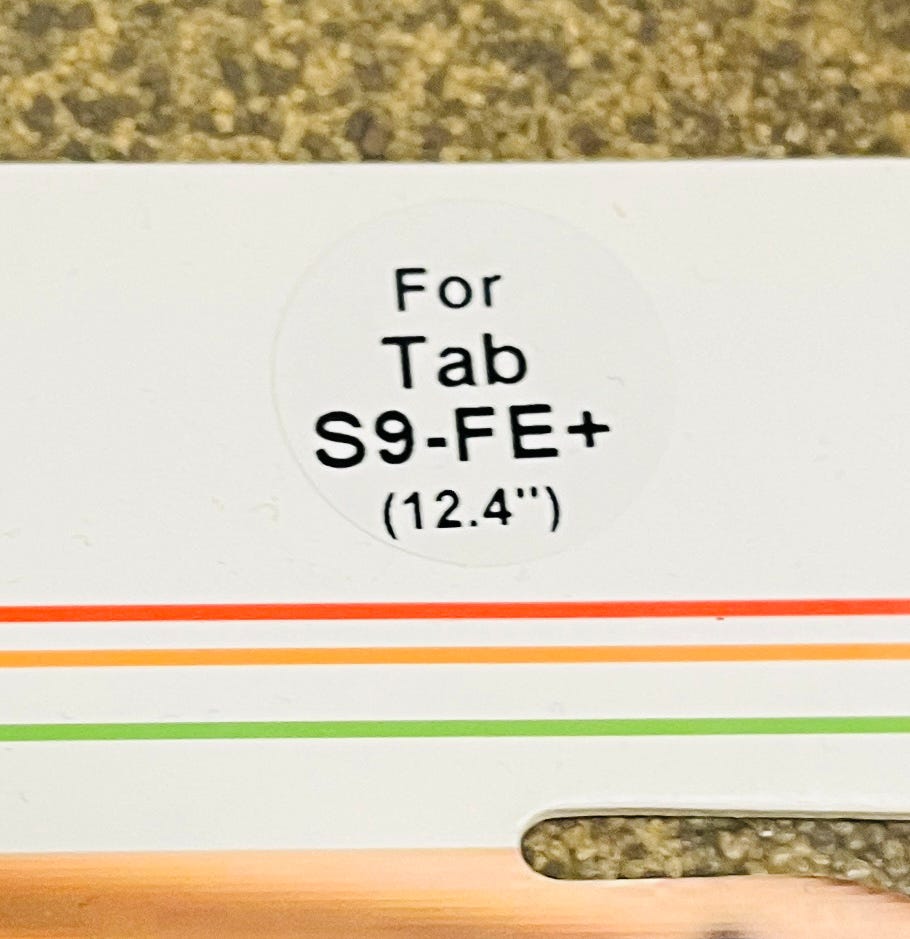 For
Tab
S9-FE+
(12.4")